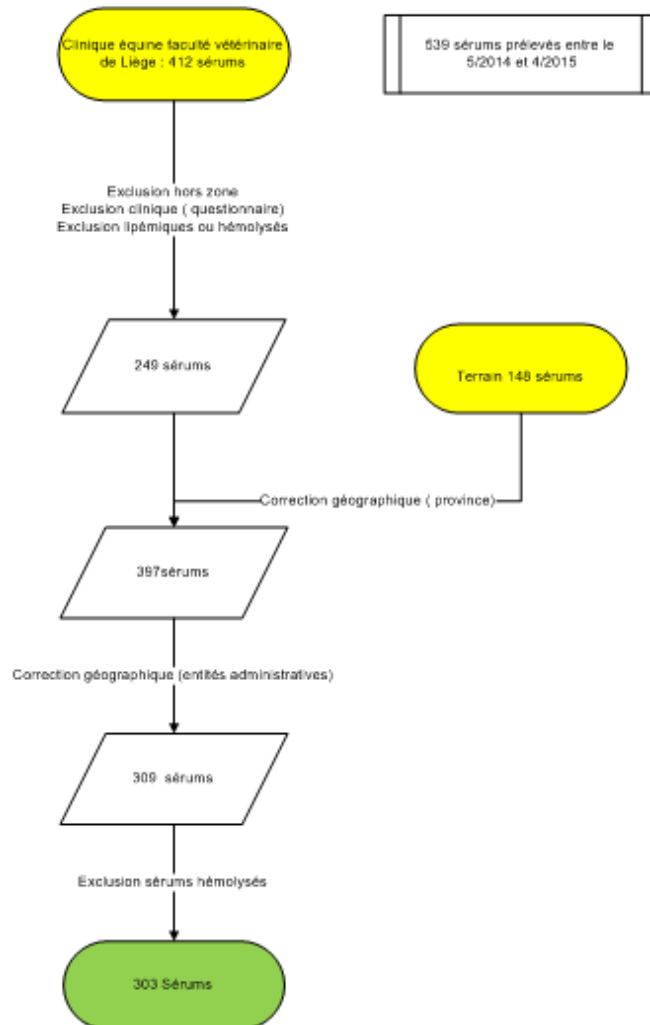 Clinique équine faculté vétérinaire
de Liège : 412 sérums
539 sérums prélevés entre le
5/2014 et 4/2015
Exclusion hors zone
Exclusion clinique ( questionnaire)
Exclusion lipémiques ou hémolysés
249 sérums
Terrain 148 sérums
Correction géographique ( province)
397sérums
Correction géographique (entités administratives)
309 sérums
Exclusion sérums hémolysés
303 Sérums